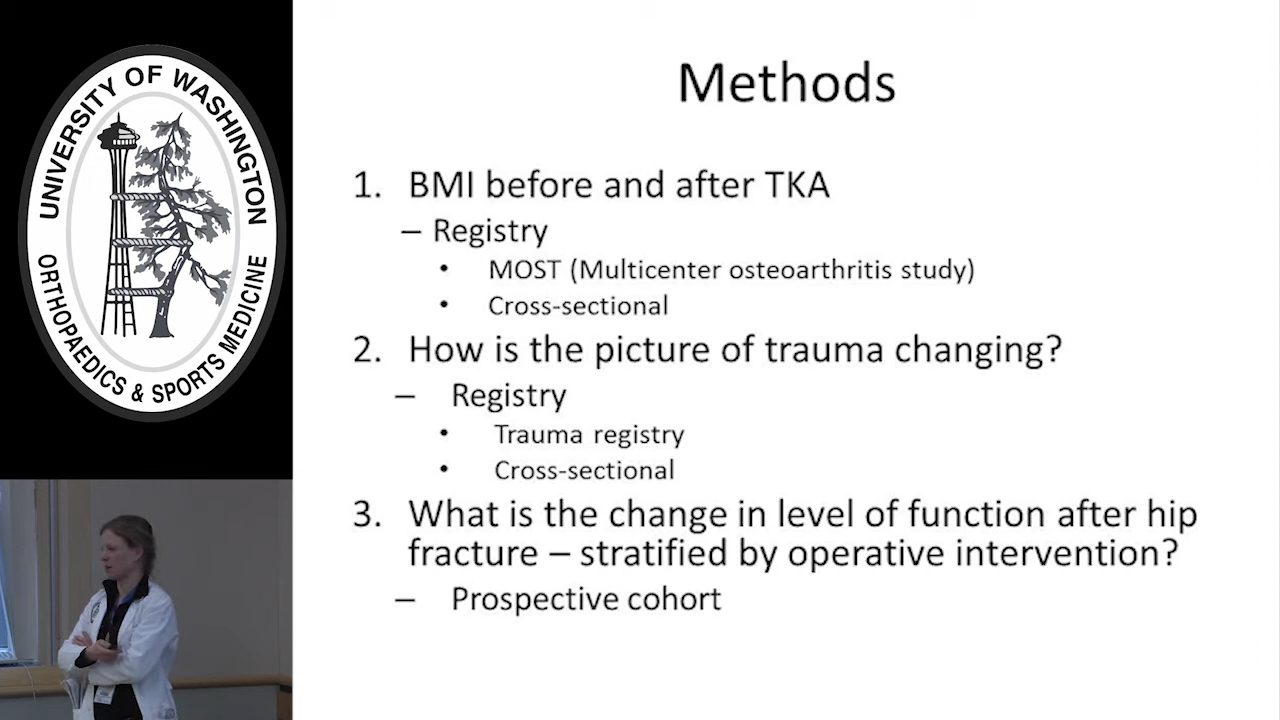 UNIVERSITY OF WASHINGTON
ORTHOPAEDICS & SPORTS MEDICINE
Methods
1. BMI before and after TKA
– Registry
• MOST (Multicenter osteoarthritis study)
• Cross-sectional
2. How is the picture of trauma changing?
– Registry
• Trauma registry
• Cross-sectional
3. What is the change in level of function after hip
fracture – stratified by operative intervention?
– Prospective cohort